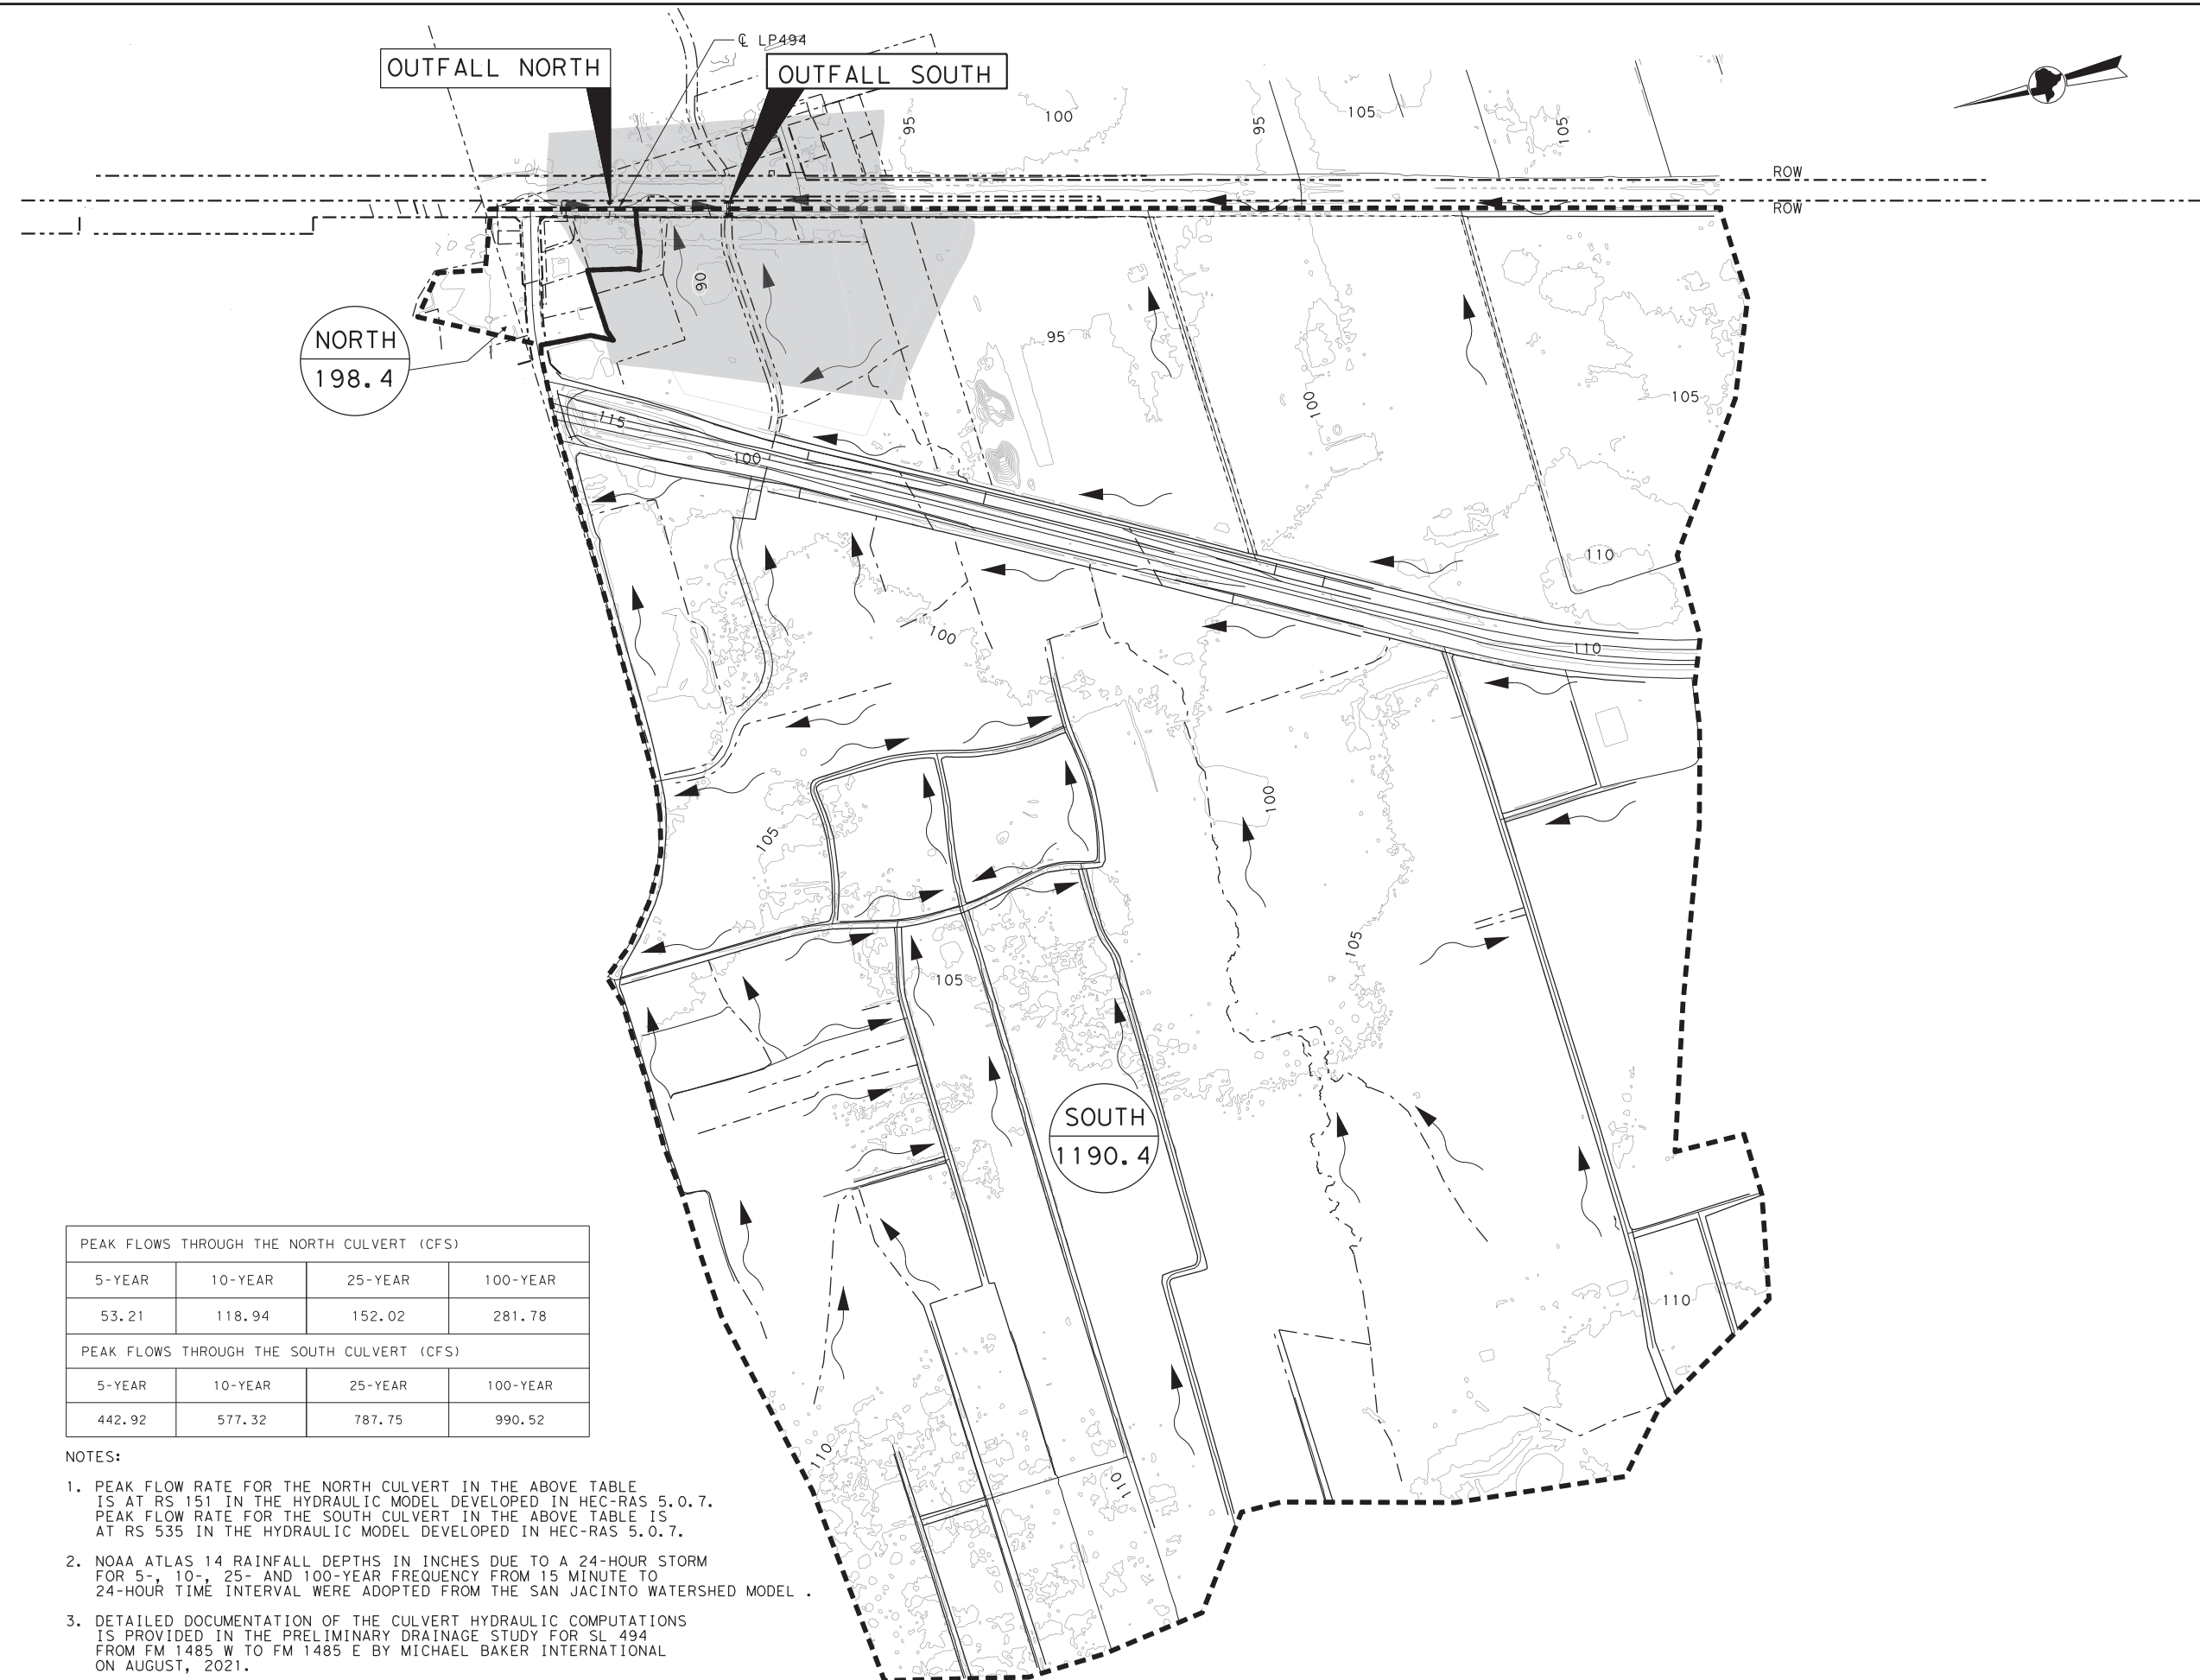 ℄ LP494
OUTFALL NORTH
OUTFALL SOUTH
95
100
95
105
105
ROW
ROW
90
NORTH
198.4
95
100
105
115
100
110
100
110
105
100
105
105
SOUTH
1190.4
110
110
110
PEAK FLOWS THROUGH THE NORTH CULVERT (CFS)
5-YEAR 10-YEAR 25-YEAR 100-YEAR
53.21 118.94 152.02 281.78
PEAK FLOWS THROUGH THE SOUTH CULVERT (CFS)
5-YEAR 10-YEAR 25-YEAR 100-YEAR
442.92 577.32 787.75 990.52
NOTES:
1. PEAK FLOW RATE FOR THE NORTH CULVERT IN THE ABOVE TABLE
IS AT RS 151 IN THE HYDRAULIC MODEL DEVELOPED IN HEC-RAS 5.0.7.
PEAK FLOW RATE FOR THE SOUTH CULVERT IN THE ABOVE TABLE IS
AT RS 535 IN THE HYDRAULIC MODEL DEVELOPED IN HEC-RAS 5.0.7.
2. NOAA ATLAS 14 RAINFALL DEPTHS IN INCHES DUE TO A 24-HOUR STORM
FOR 5-, 10-, 25- AND 100-YEAR FREQUENCY FROM 15 MINUTE TO
24-HOUR TIME INTERVAL WERE ADOPTED FROM THE SAN JACINTO WATERSHED MODEL .
3. DETAILED DOCUMENTATION OF THE CULVERT HYDRAULIC COMPUTATIONS
IS PROVIDED IN THE PRELIMINARY DRAINAGE STUDY FOR SL 494
FROM FM 1485 W TO FM 1485 E BY MICHAEL BAKER INTERNATIONAL
ON AUGUST, 2021.